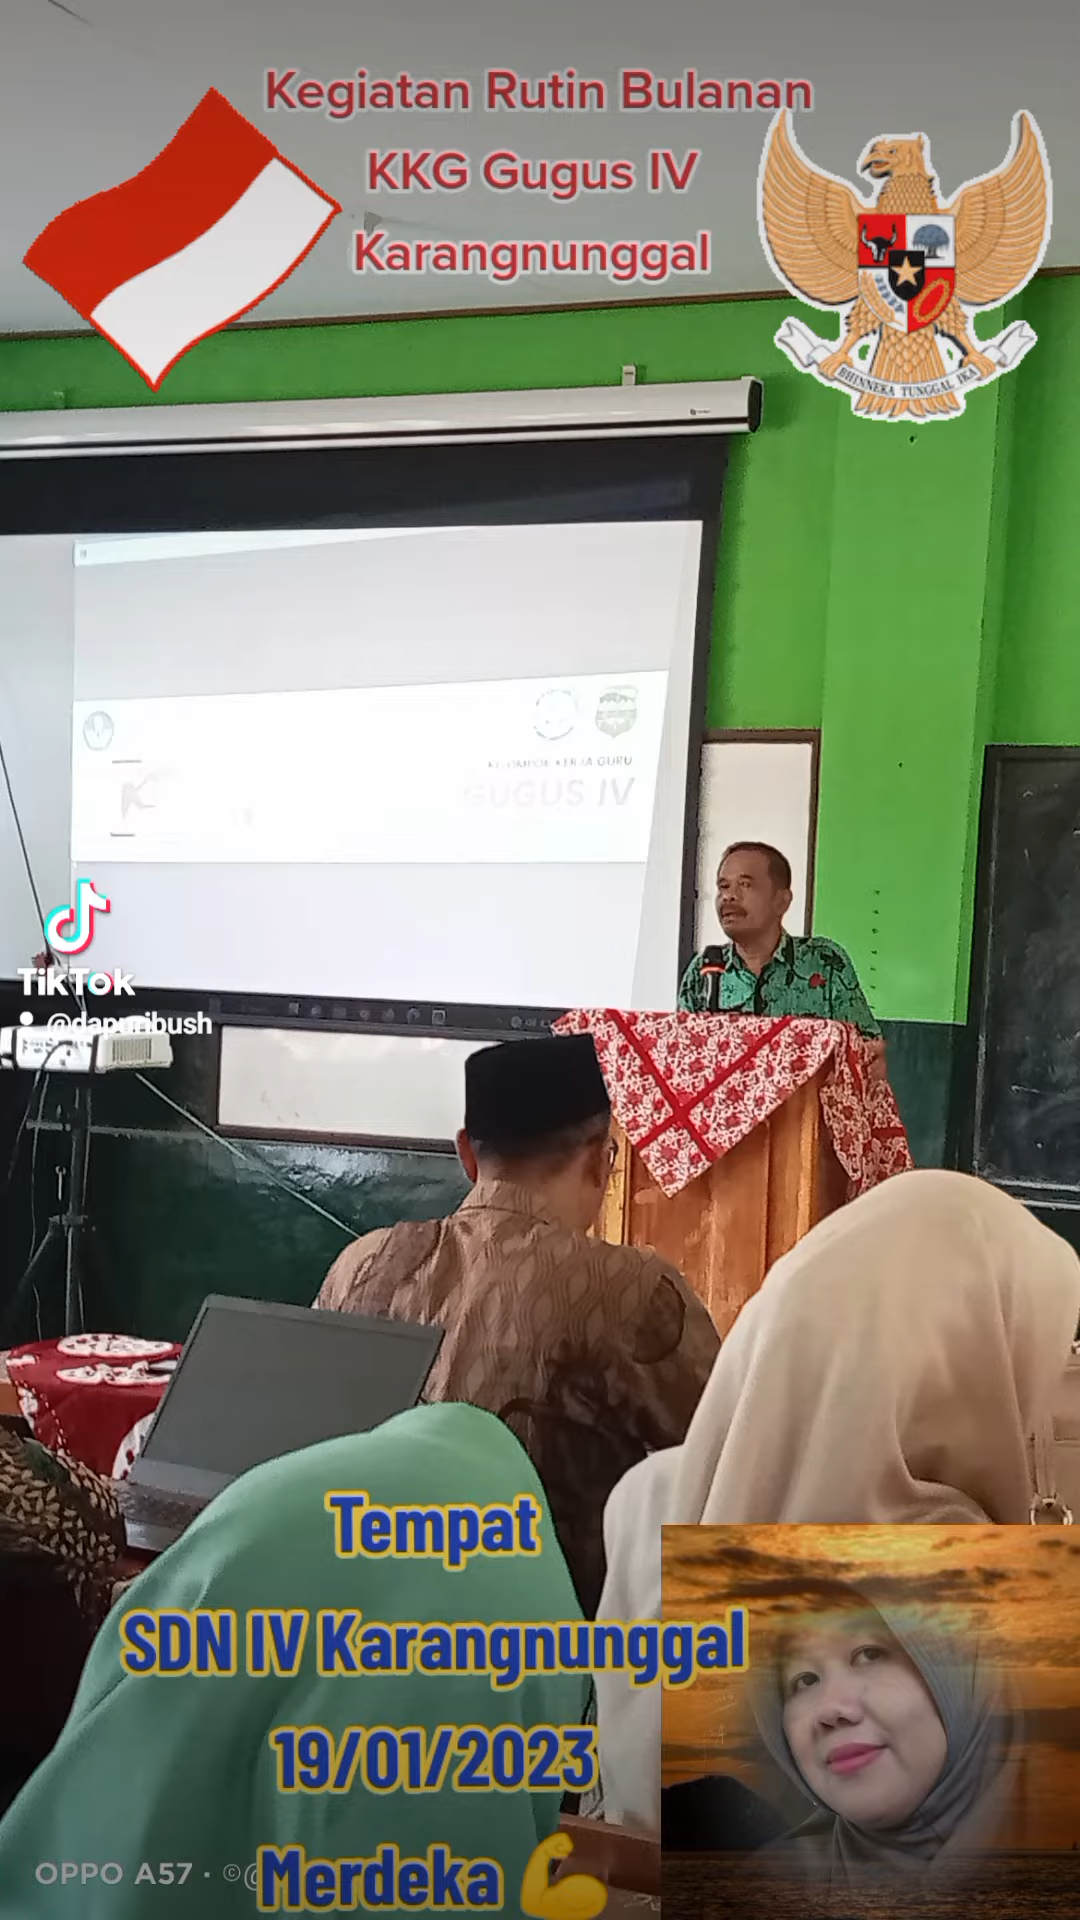 Kegiatan Rutin Bulanan
KKG Gugus IV
Karangnunggal
BHINNEKA TUNGGAL IKA
KELOMPOK KERJA GURU
GUGUS IV
TikTok
@dapuribush
Tempat
SDN IV Karangnunggal
19/01/2023
Merdeka 💪
OPPO A57 · ©@